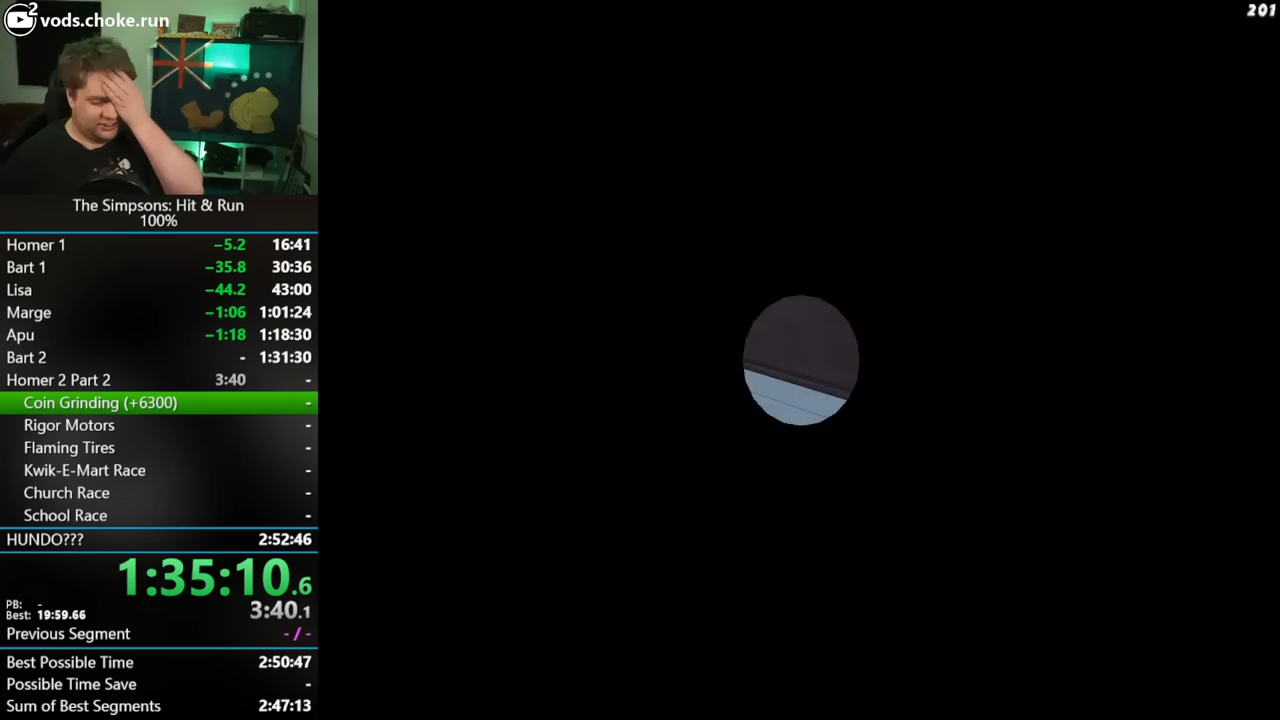 2 vods.choke.run
201
The Simpsons: Hit & Run
100%
Homer 1 −5.2 16:41
Bart 1 −35.8 30:36
Lisa −44.2 43:00
Marge −1:06 1:01:24
Apu −1:18 1:18:30
Bart 2 - 1:31:30
Homer 2 Part 2 3:40 -
Coin Grinding (+6300) -
Rigor Motors -
Flaming Tires -
Kwik-E-Mart Race -
Church Race -
School Race -
HUNDO??? 2:52:46
1:35:10.6
PB: -
Best: 19:59.66
3:40.1
Previous Segment - / -
Best Possible Time 2:50:47
Possible Time Save -
Sum of Best Segments 2:47:13